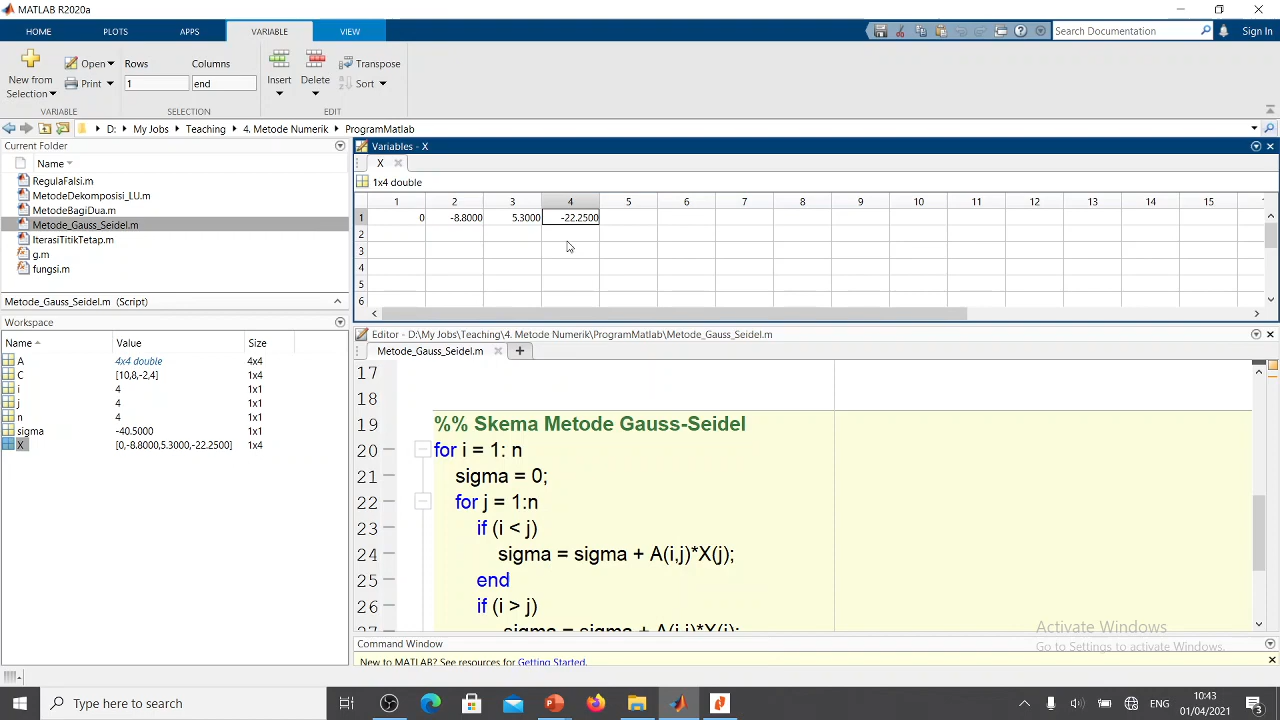 MATLAB R2020a
HOME PLOTS APPS VARIABLE VIEW Search Documentation Sign In
New from Selection
Open Rows Columns Transpose
Print 1 end Insert Delete Sort
VARIABLE SELECTION EDIT
D: My Jobs Teaching 4. Metode Numerik ProgramMatlab
Current Folder
Name
RegulaFalsi.m
MetodeDekomposi_LU.m
MetodeBagiDua.m
Metode_Gauss_Seidel.m
IterasiTitikTetap.m
g.m
fungsi.m
Metode_Gauss_Seidel.m (Script)
Workspace
Name Value Size
A 4x4 double 4x4
C [10,8,-2,4] 1x4
i 4 1x1
j 4 1x1
n 4 1x1
sigma -40.5000 1x1
X [0,-8.8000,5.3000,-22.2500] 1x4
Variables - X
X
1x4 double
1 2 3 4 5 6 7 8 9 10 11 12 13 14 15
1 0 -8.8000 5.3000 -22.2500
2
3
4
5
6
Editor - D:\My Jobs\Teaching\4. Metode Numerik\ProgramMatlab\Metode_Gauss_Seidel.m
Metode_Gauss_Seidel.m
17
18
19 %% Skema Metode Gauss-Seidel
20 for i = 1: n
21 sigma = 0;
22 for j = 1:n
23 if (i < j)
24 sigma = sigma + A(i,j)*X(j);
25 end
26 if (i > j)
27 sigma = sigma + A(i,j)*X(j);
Activate Windows
Go to Settings to activate Windows.
Command Window
New to MATLAB? See resources for Getting Started.
Type here to search
ENG
10:43
01/04/2021
3